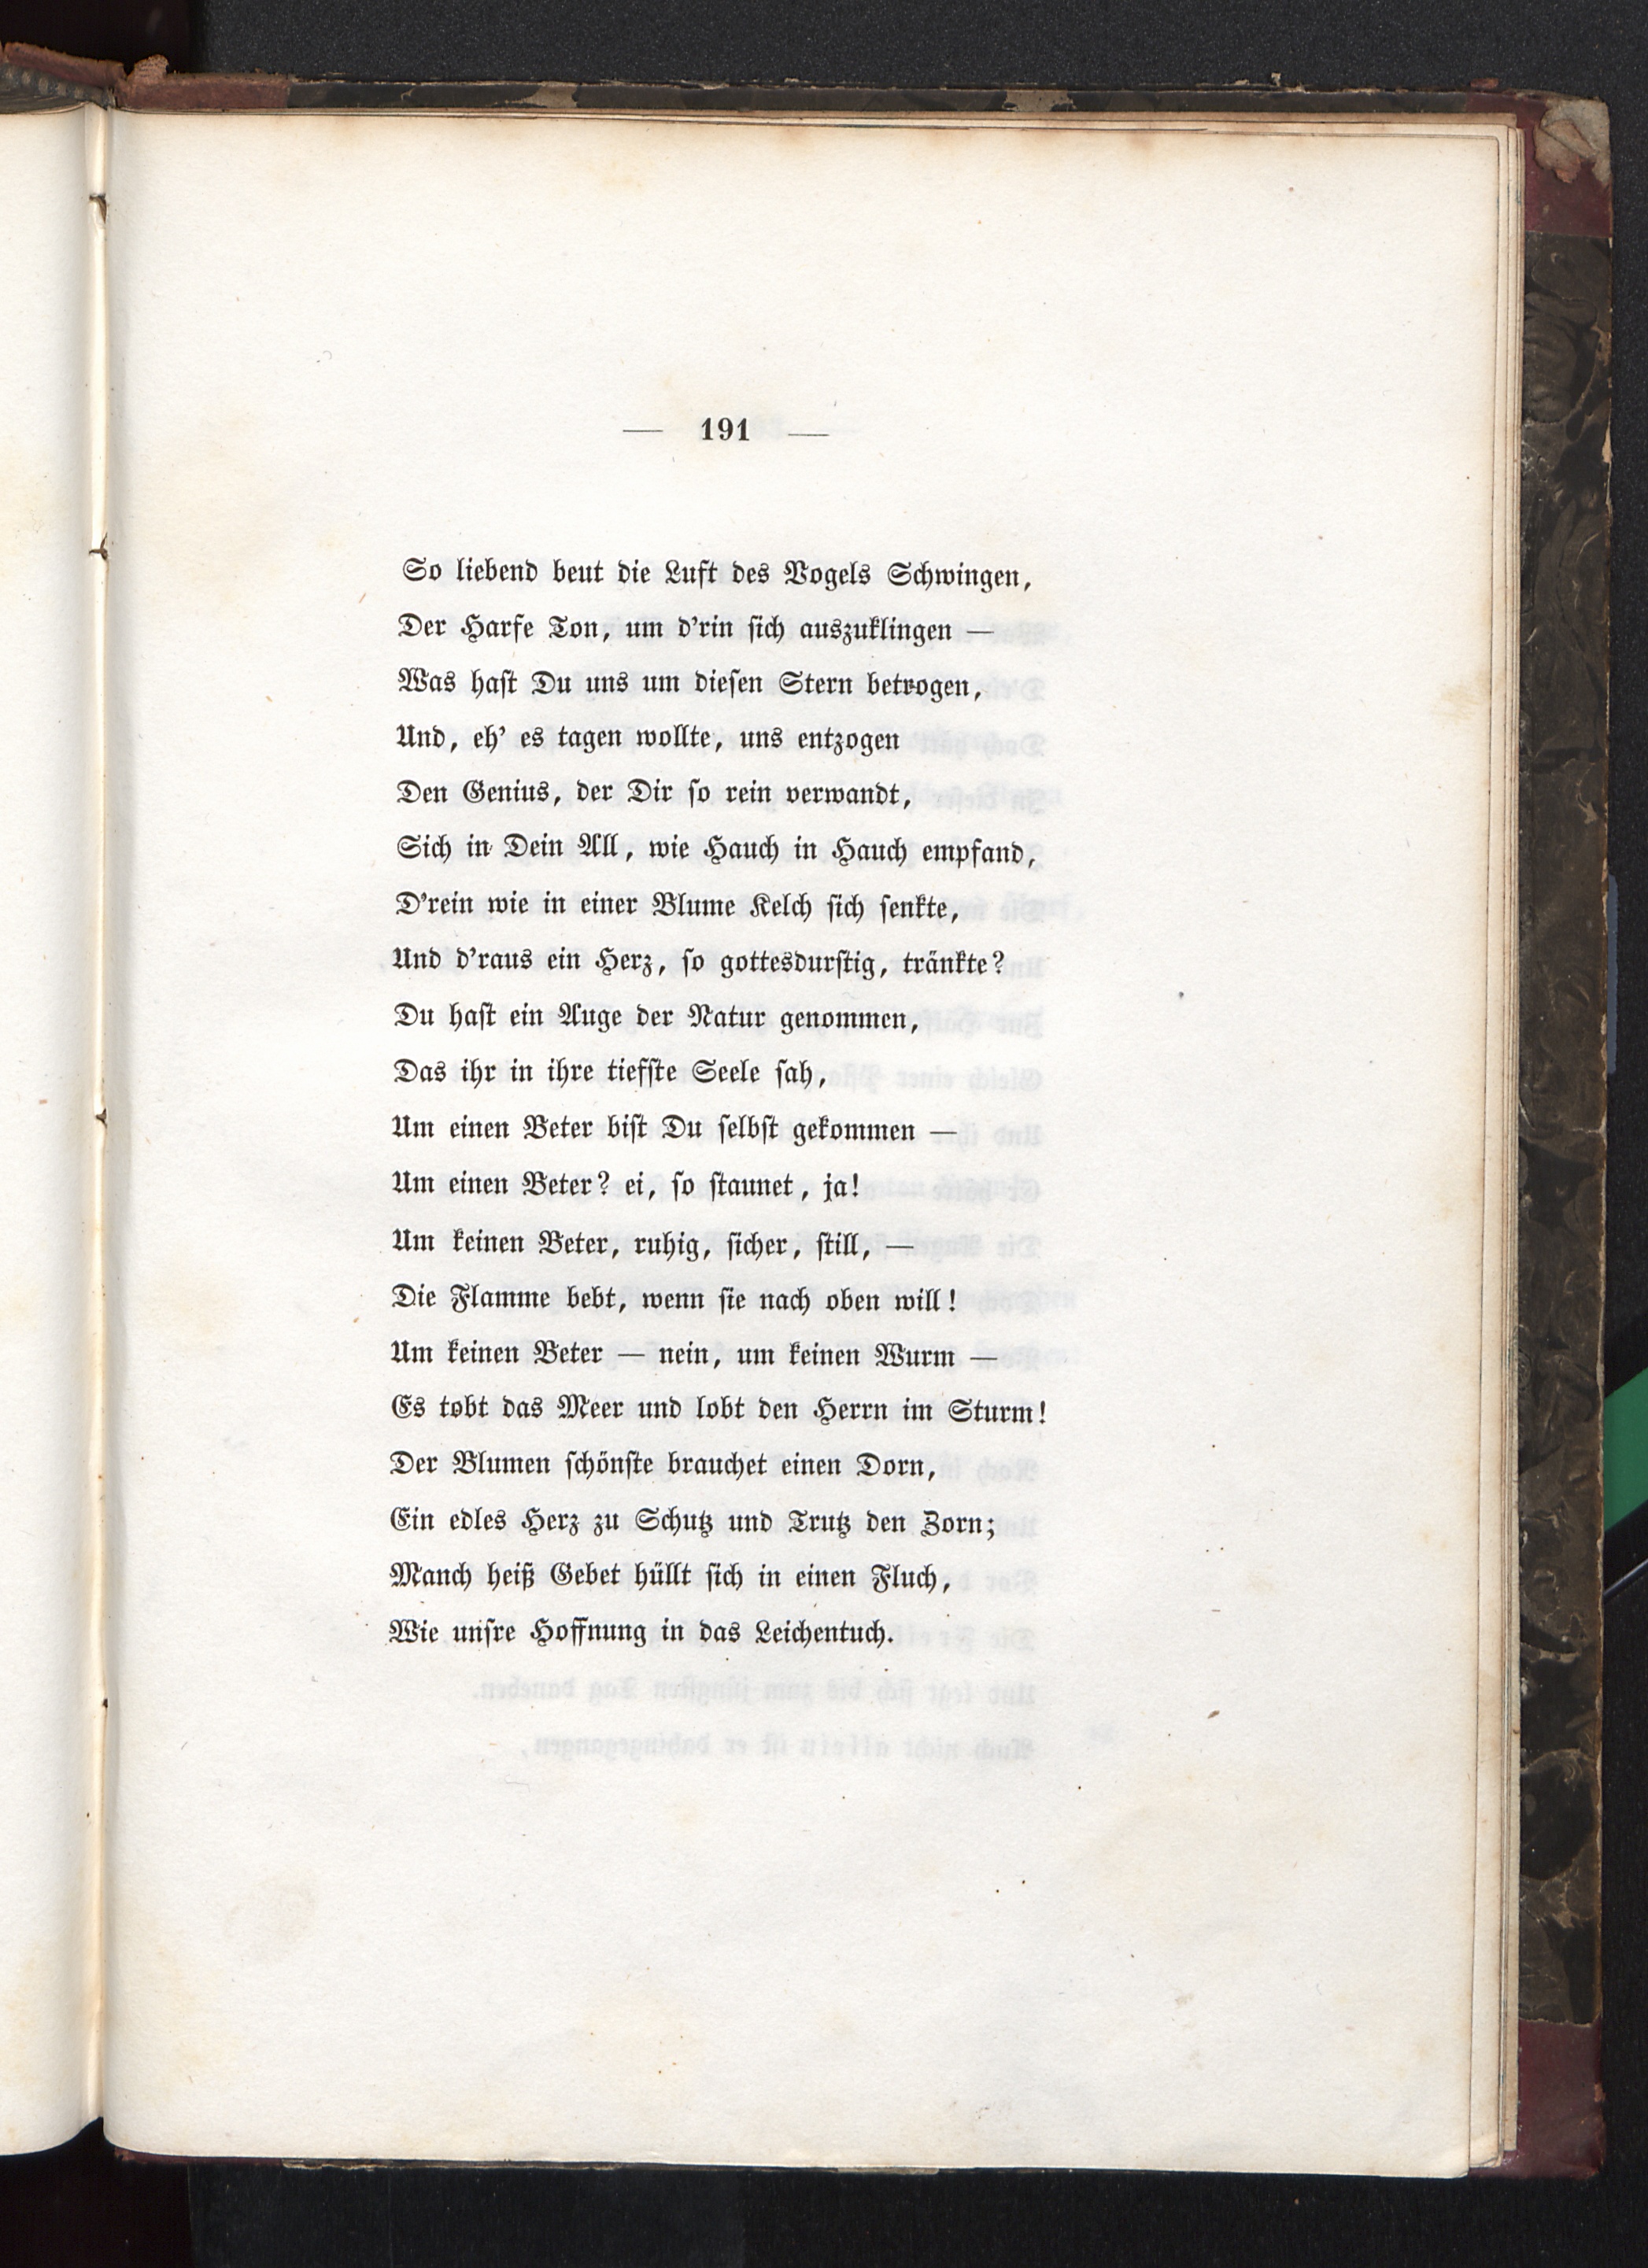 — 191 —
So liebend beut die Luft des Vogels Schwingen,
Der Harfe Ton, um d'rin sich auszuklingen —
Was hast Du uns um diesen Stern betrogen,
Und, eh' es tagen wollte, uns entzogen
Den Genius, der Dir so rein verwandt,
Sich in Dein All, wie Hauch in Hauch empfand,
D'rein wie in einer Blume Kelch sich senkte,
Und d'raus ein Herz, so gottesdurstig, tränkte?
Du hast ein Auge der Natur genommen,
Das ihr in ihre tiefste Seele sah,
Um einen Beter bist Du selbst gekommen —
Um einen Beter? ei, so staunet, ja!
Um keinen Beter, ruhig, sicher, still, —
Die Flamme bebt, wenn sie nach oben will!
Um keinen Beter — nein, um keinen Wurm —
Es tobt das Meer und lobt den Herrn im Sturm!
Der Blumen schönste brauchet einen Dorn,
Ein edles Herz zu Schutz und Trutz den Zorn;
Manch heiß Gebet hüllt sich in einen Fluch,
Wie unsre Hoffnung in das Leichentuch.